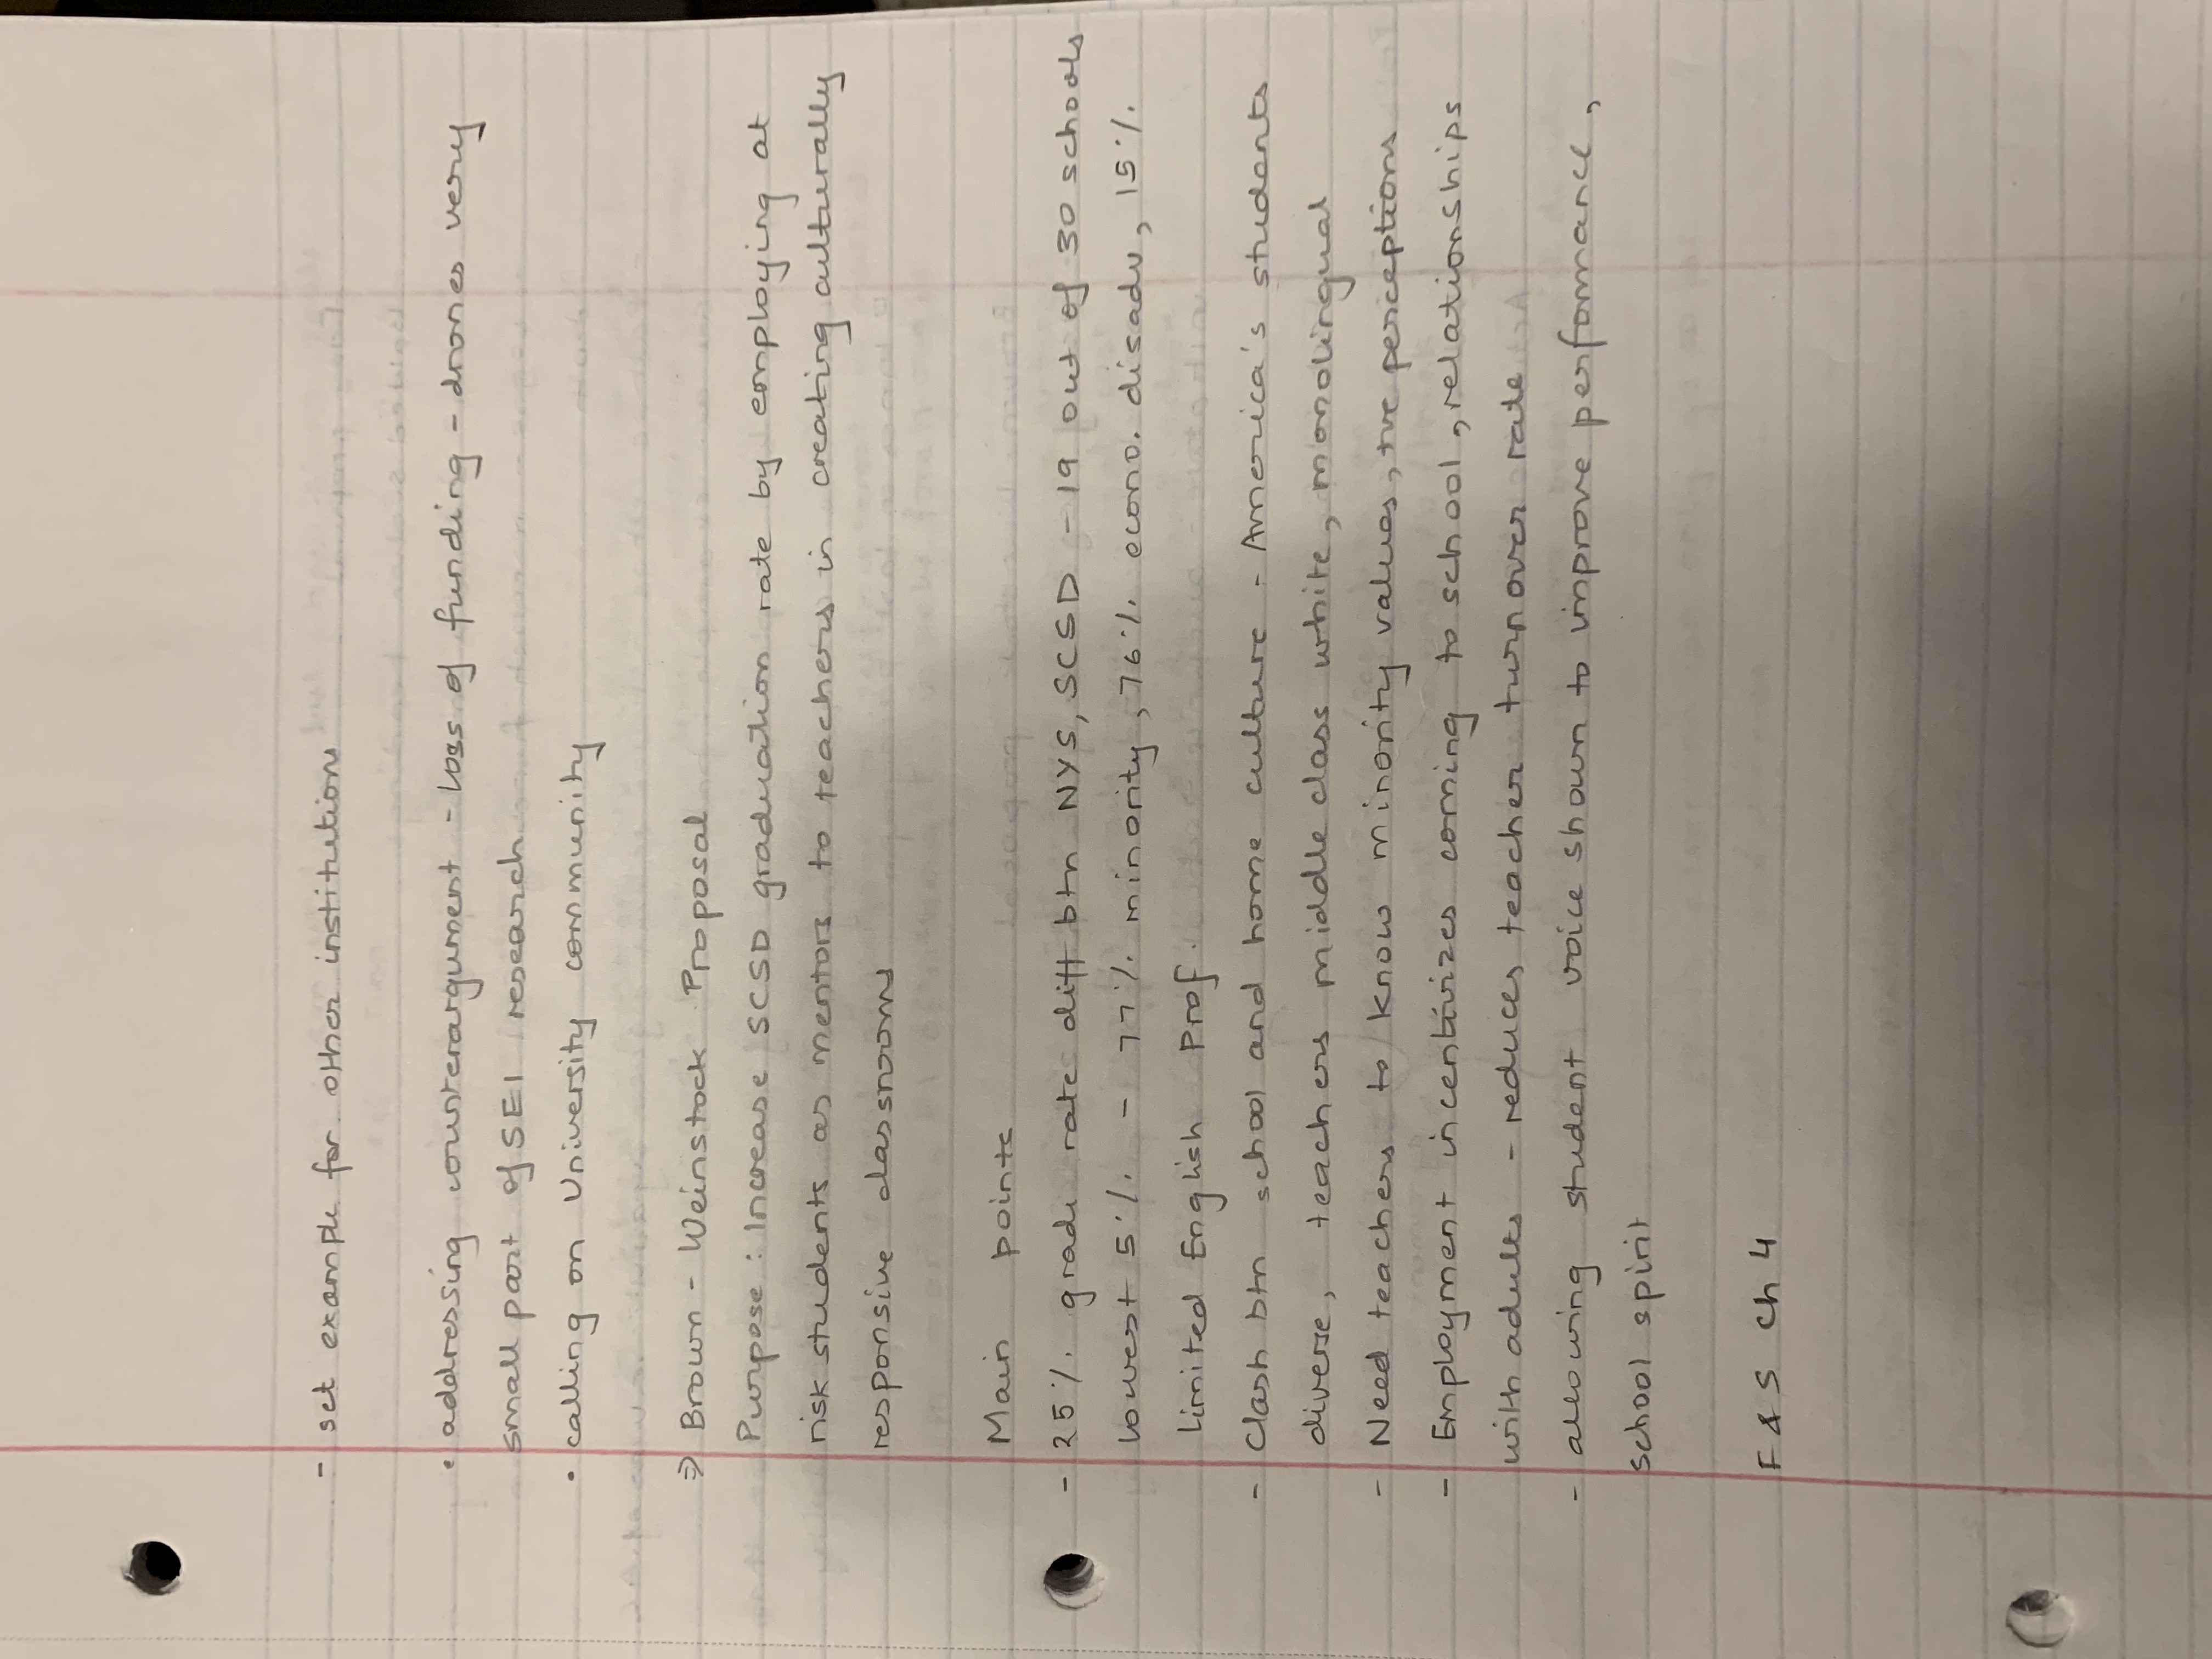 - set example for other institutions
• addressing counterargument - loss of funding - drones very
small part of SEI research
• calling on University community
⇒ Brown - Weinstock Proposal
Purpose : Increase SCSD graduation rate by employing at
risk students as mentors to teachers in creating culturally
responsive classrooms
Main points
- 25%. grade rate diff btn NYS, SCSD - 19 out of 30 schools
lowest 5%. - 77%. minority, 76%. econo. disadv, 15%.
Limited English Prof.
- Clash btn school and home culture - America's students
diverse, teachers middle class white, monolingual
- Need teachers to know minority values, +ve perceptions
- Employment incentivizes coming to school, relationships
with adults - reduces teacher turnover rate
- allowing student voice shown to improve performance,
school spirit
F & S Ch 4